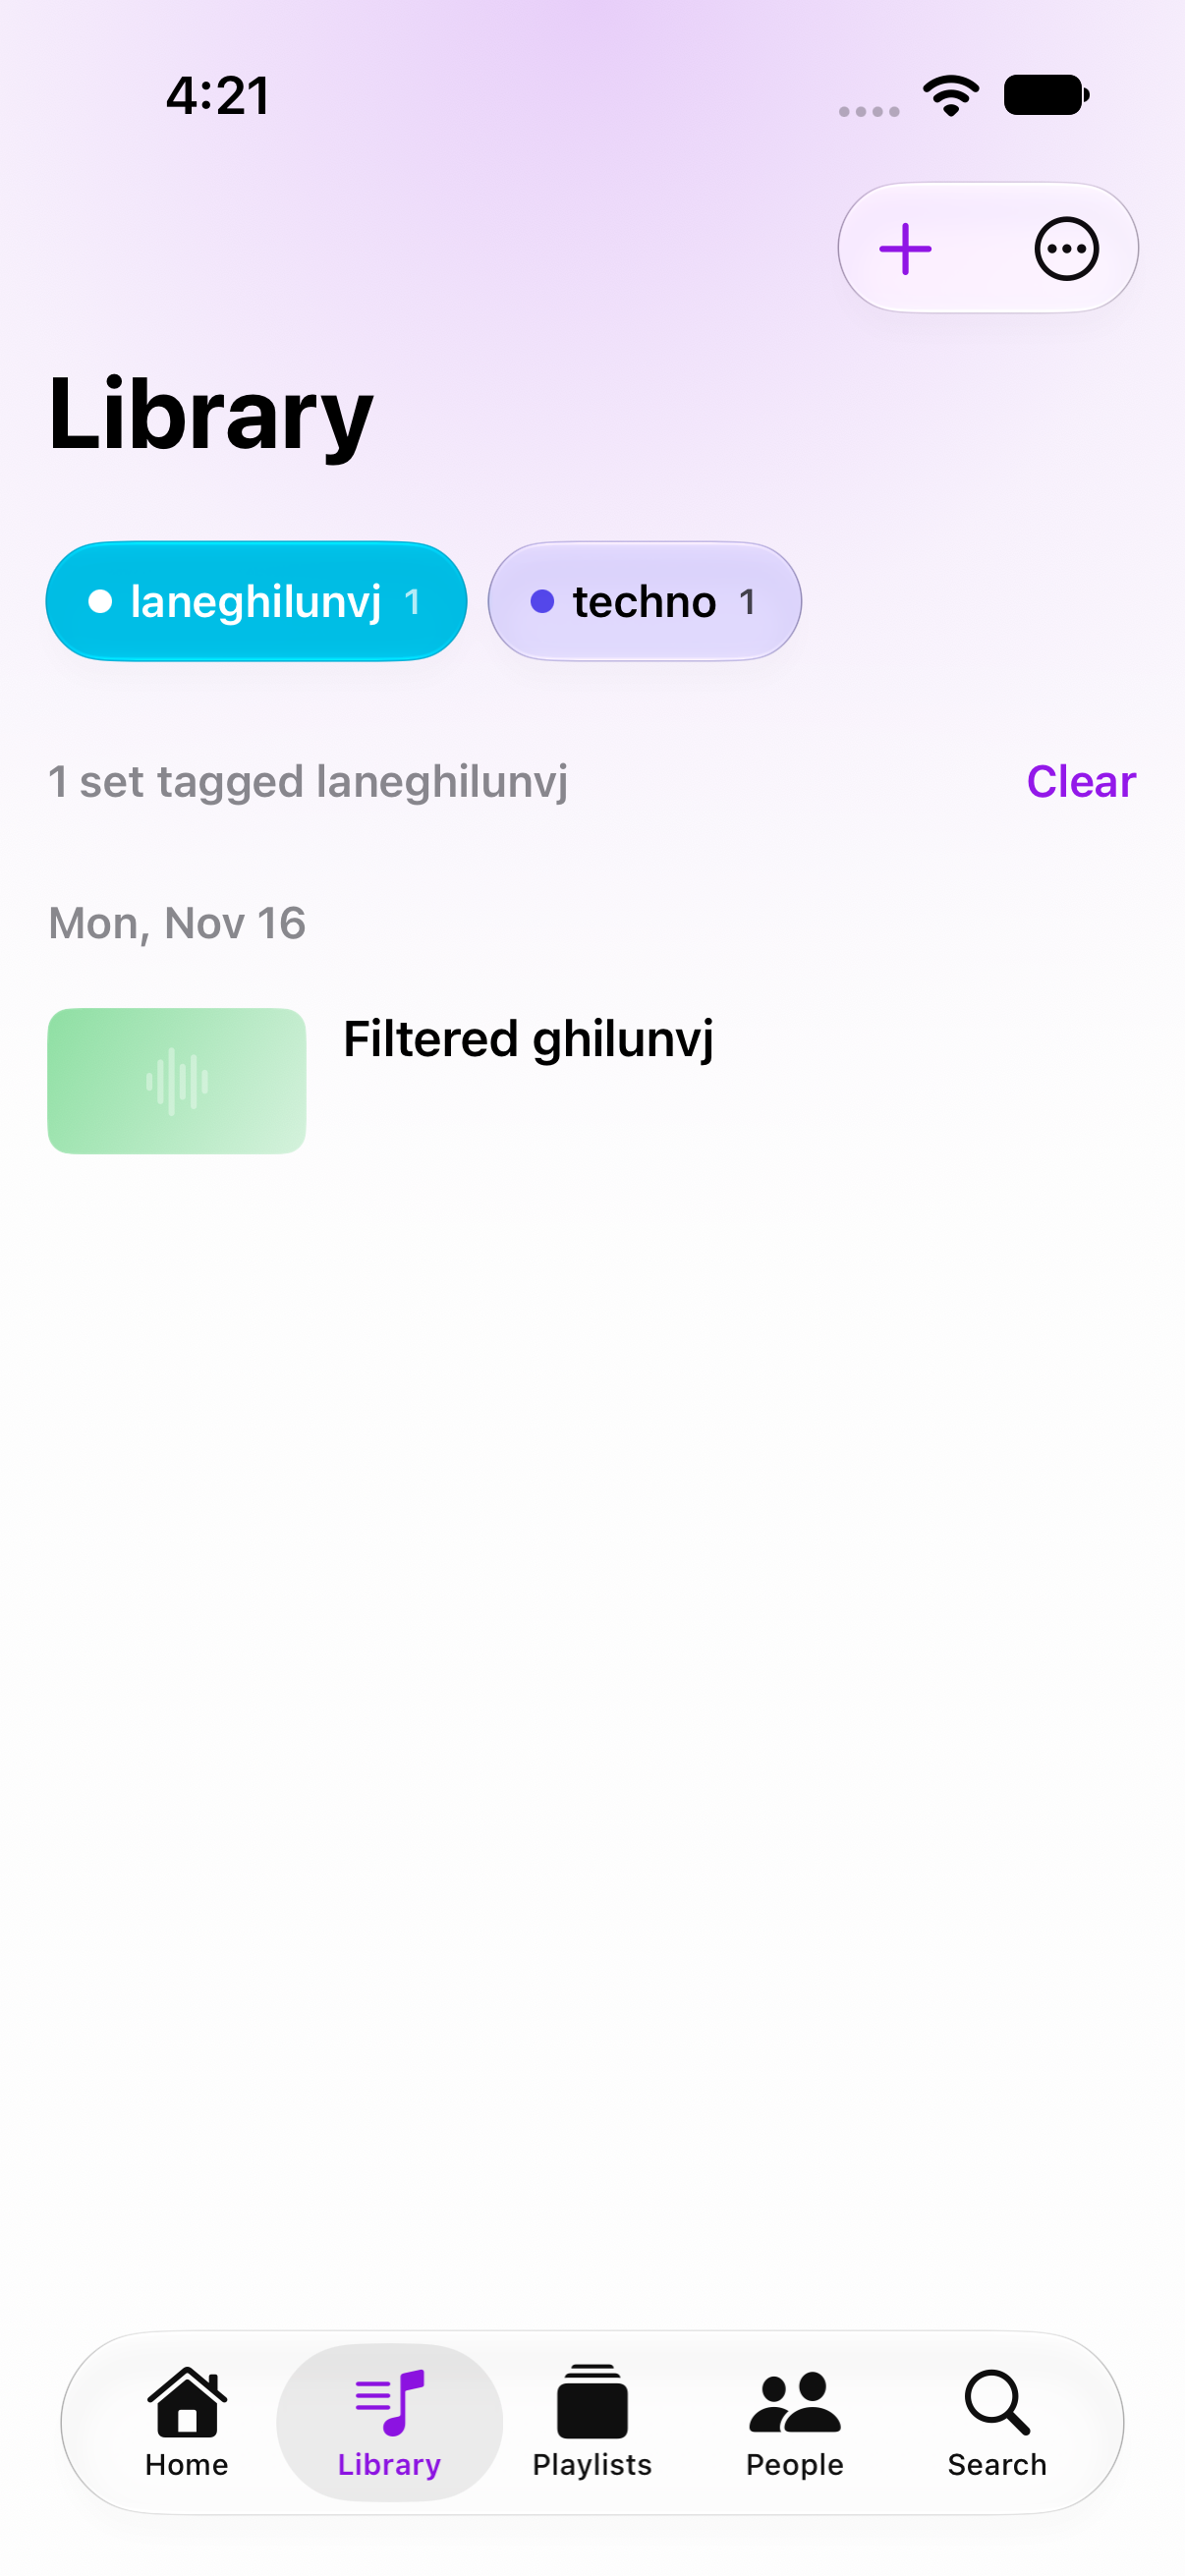 4:21
Library
laneghilunvj 1
techno 1
1 set tagged laneghilunvj
Clear
Mon, Nov 16
Filtered ghilunvj
Home
Library
Playlists
People
Search